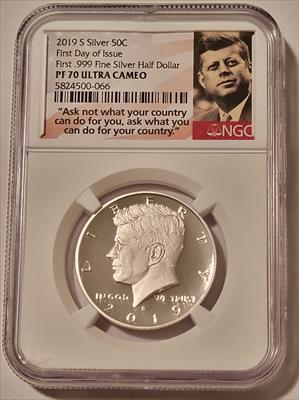 2019 S Silver 50C
First Day of Issue
First .999 Fine Silver Half Dollar
PF 70 ULTRA CAMEO
5824500-066
NGC
"Ask not what your country
can do for you, ask what you
can do for your country."
LIBERTY
IN GOD WE TRUST
S
2019